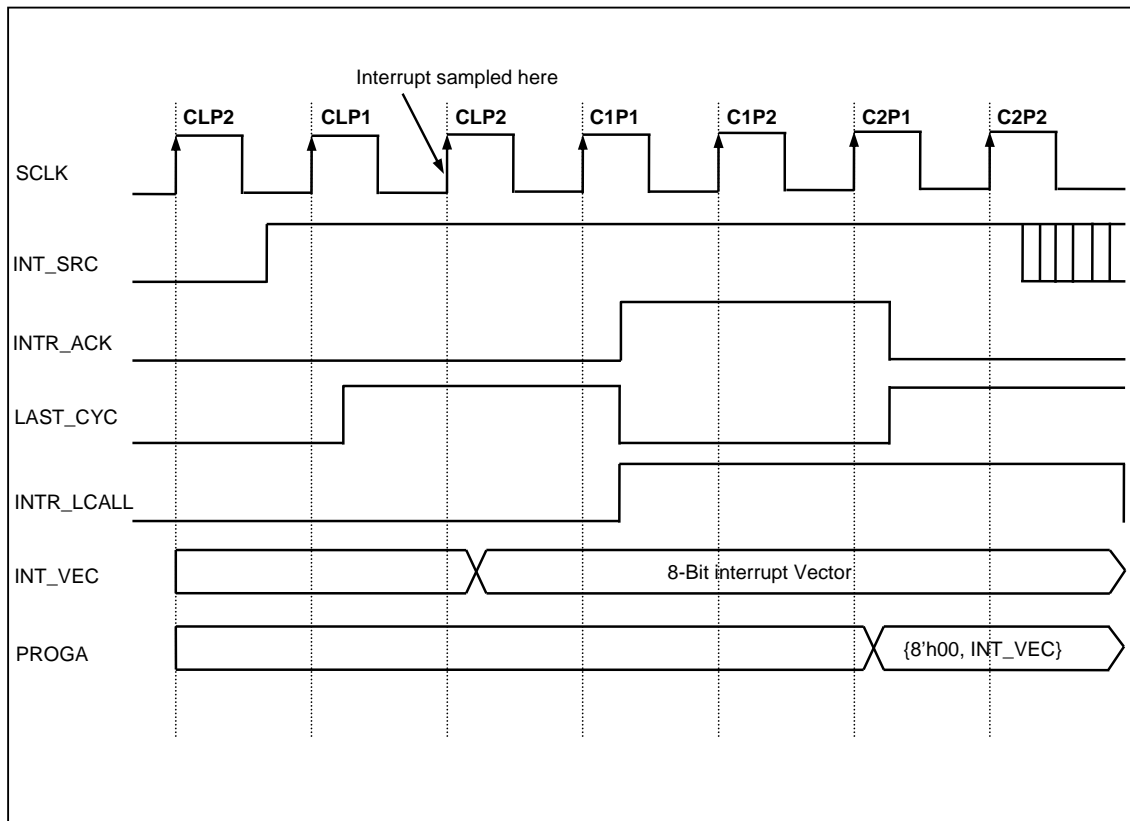 Interrupt sampled here
CLP2 CLP1 CLP2 C1P1 C1P2 C2P1 C2P2
SCLK
INT_SRC
INTR_ACK
LAST_CYC
INTR_LCALL
INT_VEC 8-Bit interrupt Vector
PROGA {8'h00, INT_VEC}